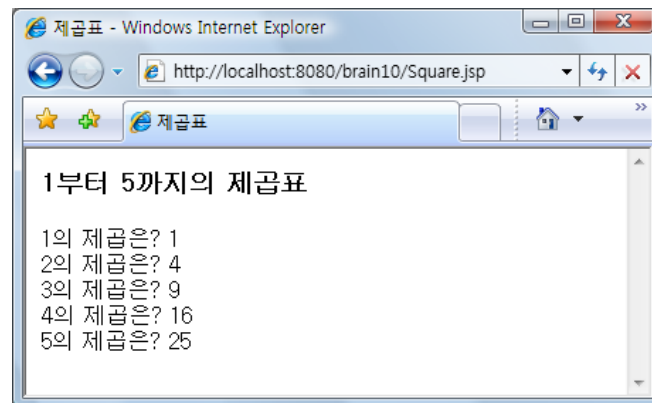 제곱표 - Windows Internet Explorer
http://localhost:8080/brain10/Square.jsp
제곱표
1부터 5까지의 제곱표
1의 제곱은? 1
2의 제곱은? 4
3의 제곱은? 9
4의 제곱은? 16
5의 제곱은? 25